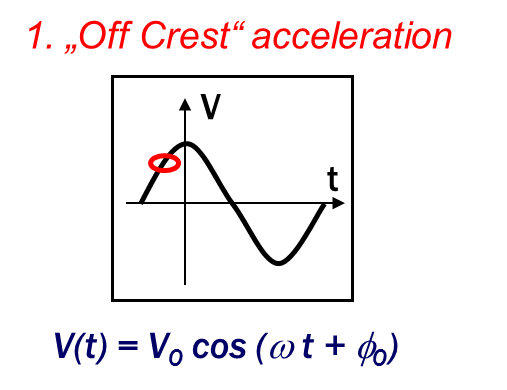 1. „Off Crest“ acceleration
V
t
V(t) = V₀ cos (ω t + ϕ₀)